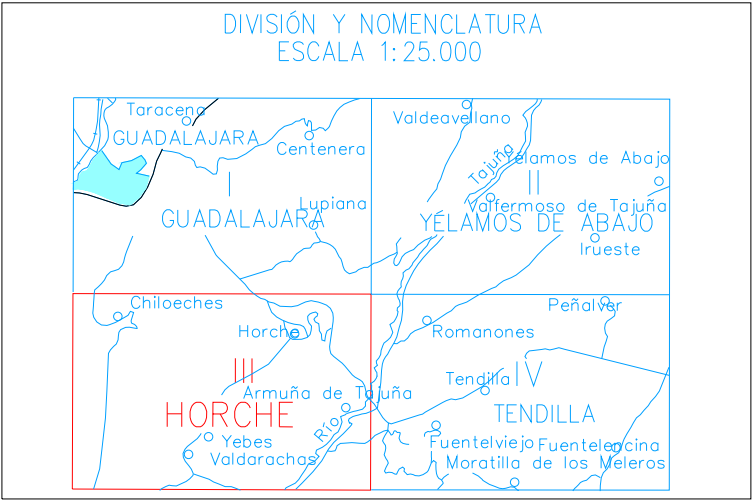 DIVISIÓN Y NOMENCLATURA
ESCALA 1:25.000
Taracena
Valdeavellano
GUADALAJARA
Centenera
Tajuña
Yélamos de Abajo
I
II
Lupiana
Valfermoso de Tajuña
GUADALAJARA
YÉLAMOS DE ABAJO
Irueste
Chiloeches
Peñalver
Horche
Romanones
III
IV
Tendilla
Armuña de Tajuña
HORCHE
TENDILLA
Río
Yebes
Fuentelviejo
Fuentelencina
Valdarachas
Moratilla de los Meleros